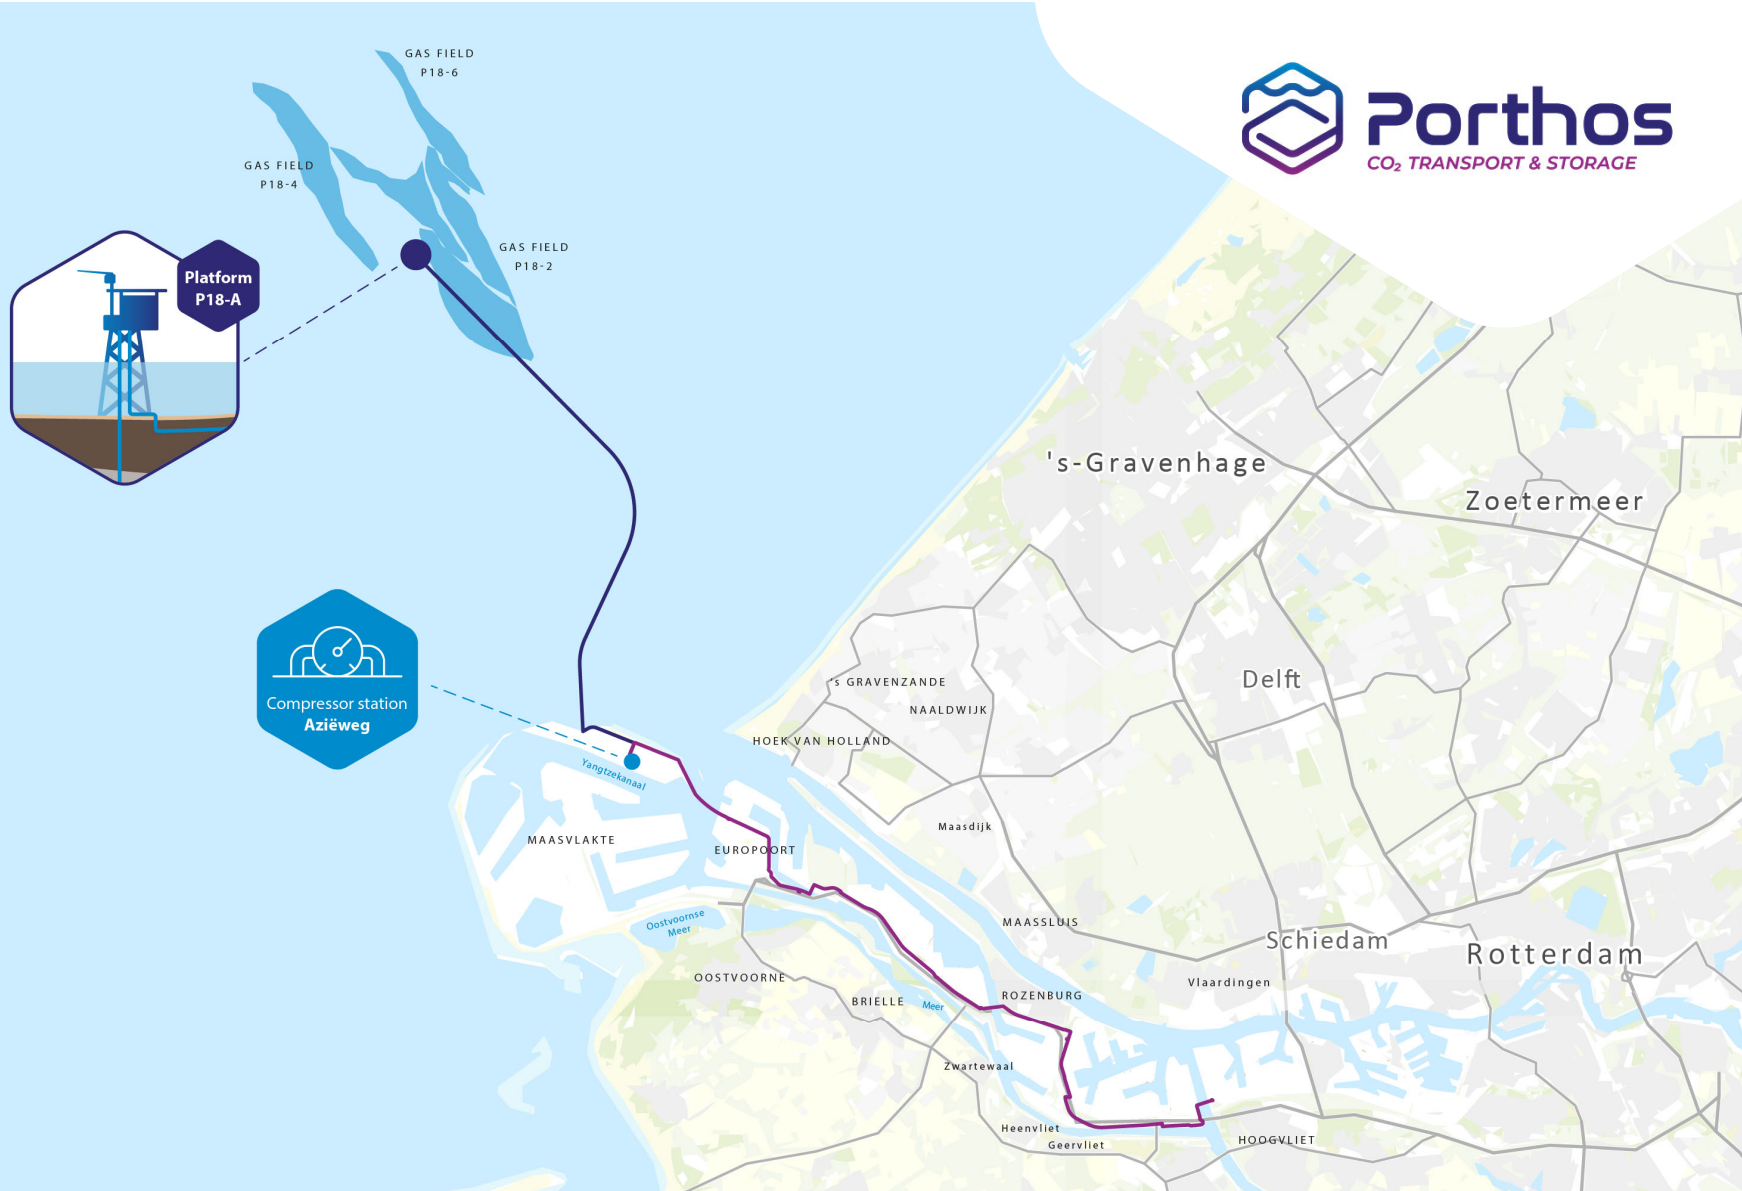 GAS FIELD
P18-6
Porthos
CO₂ TRANSPORT & STORAGE
GAS FIELD
P18-4
GAS FIELD
P18-2
Platform
P18-A
's-Gravenhage
Zoetermeer
Compressor station
Aziëweg
Delft
's GRAVENZANDE
NAALDWIJK
HOEK VAN HOLLAND
Yangtzekanaal
Maasdijk
MAASVLAKTE
EUROPOORT
Oostvoornse
Meer
MAASSLUIS
Schiedam
Rotterdam
OOSTVOORNE
Vlaardingen
BRIELLE
Meer
ROZENBURG
Zwartewaal
Heenvliet
Geervliet
HOOGVLIET